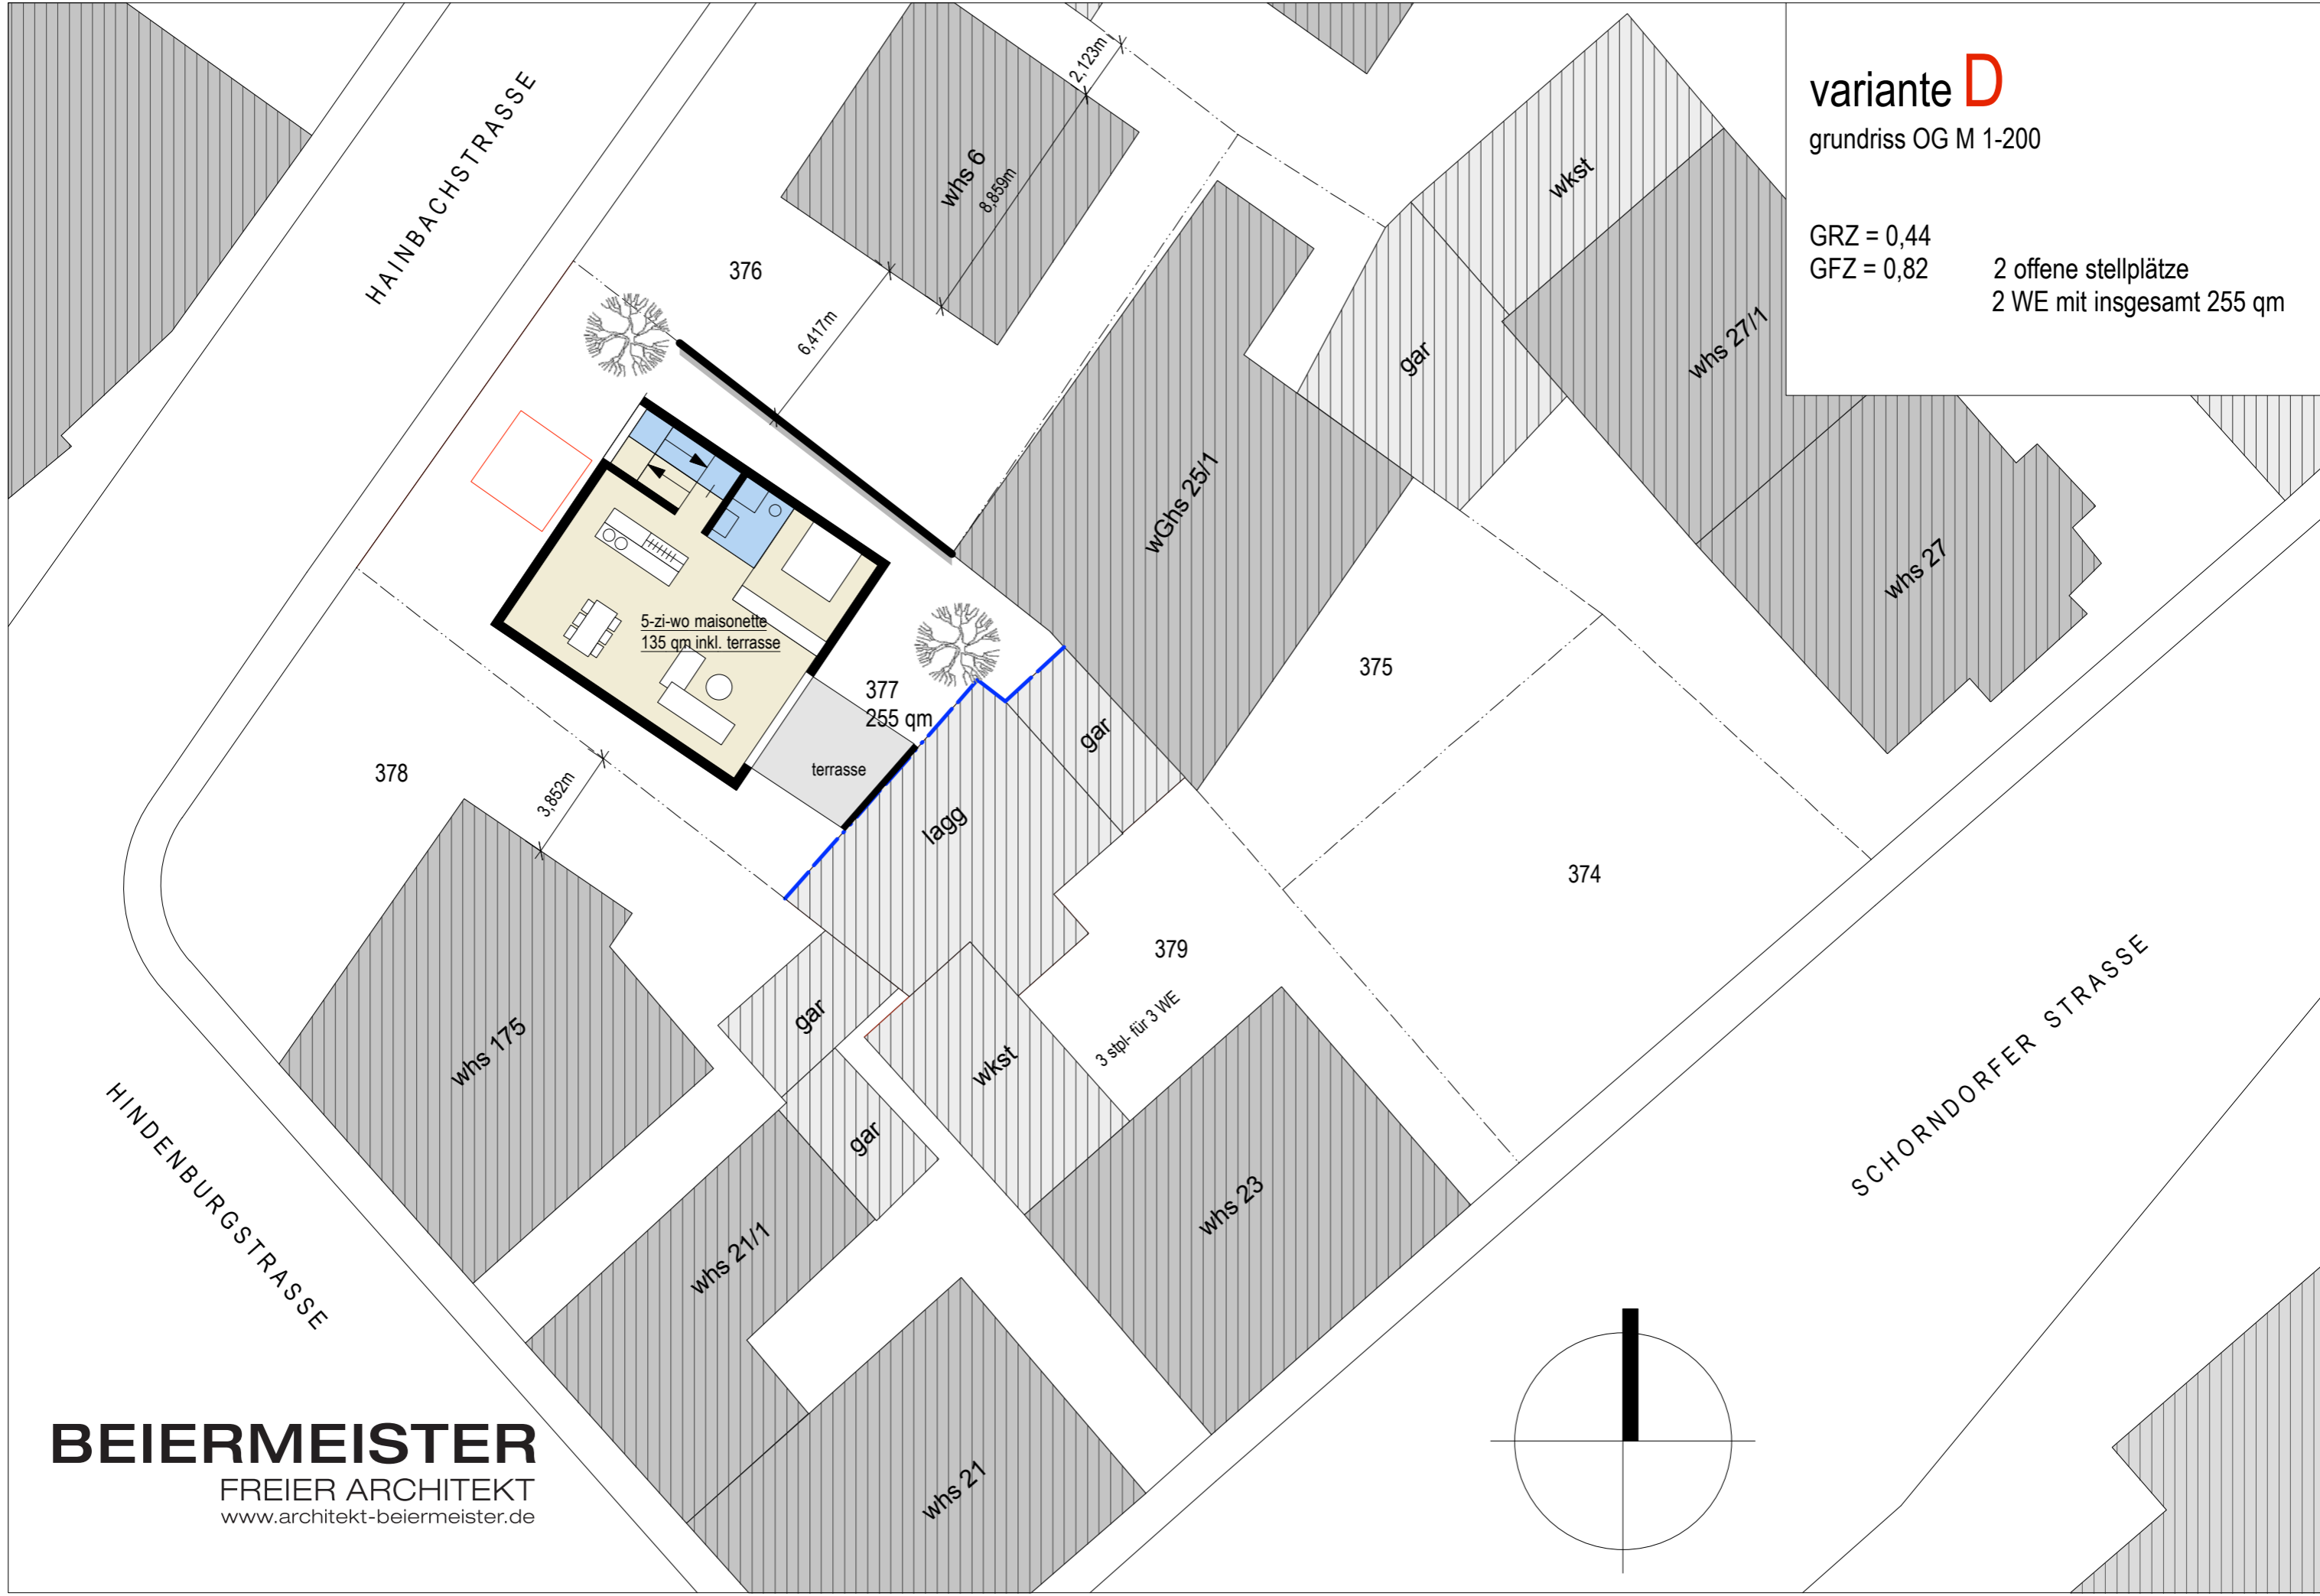 variante D
grundriss OG M 1-200
GRZ = 0,44
GFZ = 0,82
2 offene stellplätze
2 WE mit insgesamt 255 qm
HAINBACHSTRASSE
2,123m
whs 6
8,859m
376
6,417m
wkst
gar
whs 27/1
wGhs 25/1
whs 27
5-zi-wo maisonette
135 qm inkl. terrasse
377
255 qm
375
gar
terrasse
378
3,852m
lagg
374
379
3 stpl- für 3 WE
gar
whs 175
wkst
gar
HINDENBURGSTRASSE
SCHORNDORFER STRASSE
whs 23
whs 21/1
whs 21
BEIERMEISTER
FREIER ARCHITEKT
www.architekt-beiermeister.de